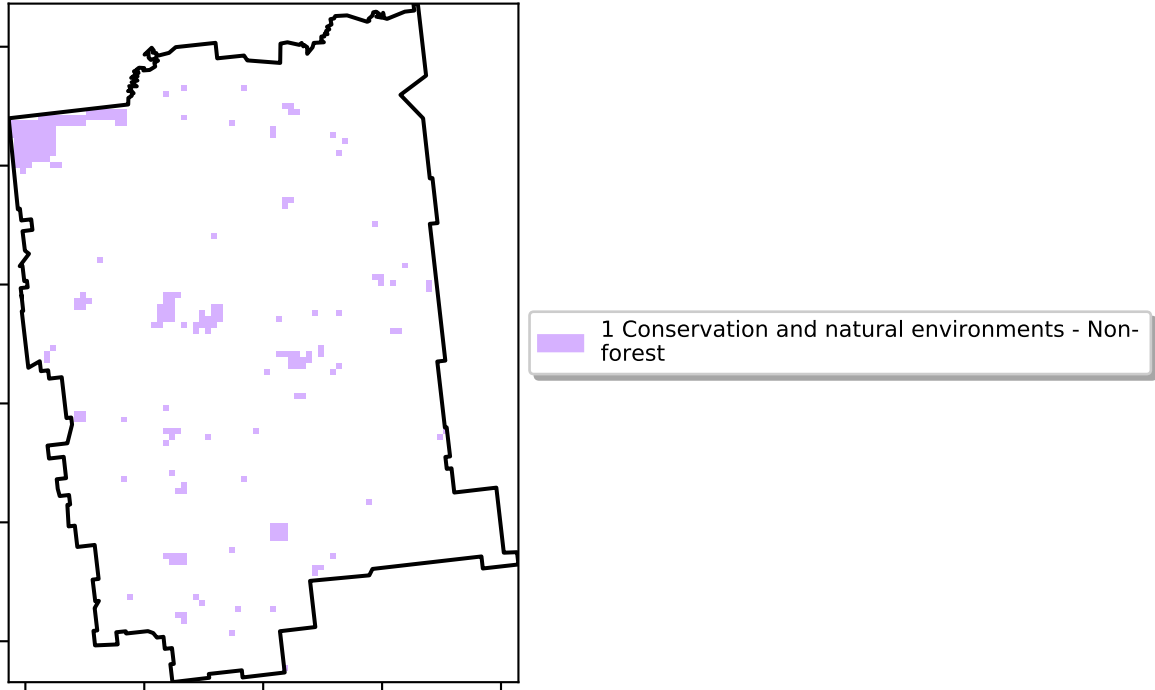 1 Conservation and natural environments - Non-
forest